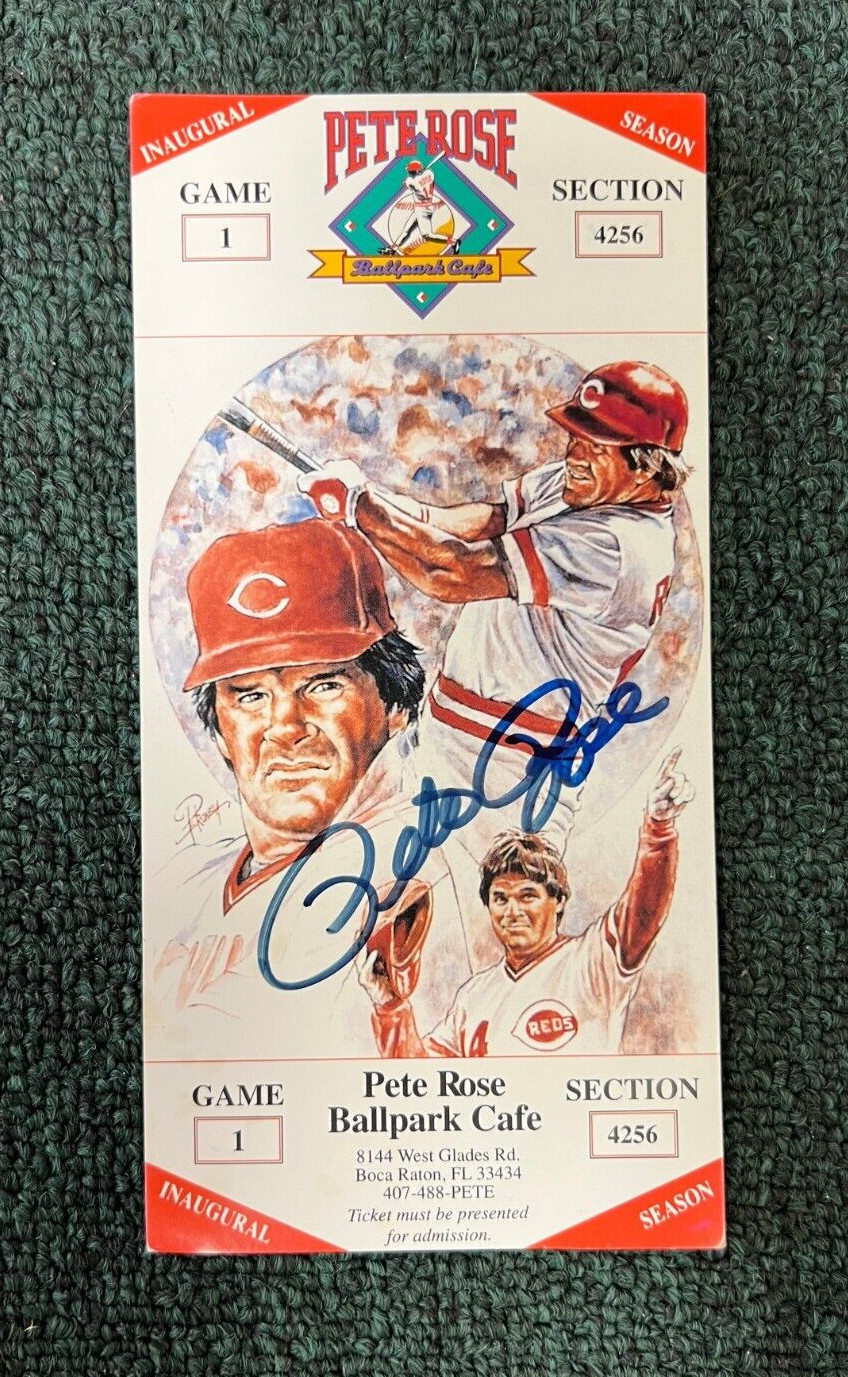 INAUGURAL
PETE ROSE
SEASON
GAME
SECTION
1
4256
Ballpark Cafe
C
C
Pete Rose
REDS
4
GAME
Pete Rose
SECTION
1
Ballpark Cafe
4256
8144 West Glades Rd,
Boca Raton, FL 33434
407-488-PETE
INAUGURAL
Ticket must be presented
SEASON
for admission.